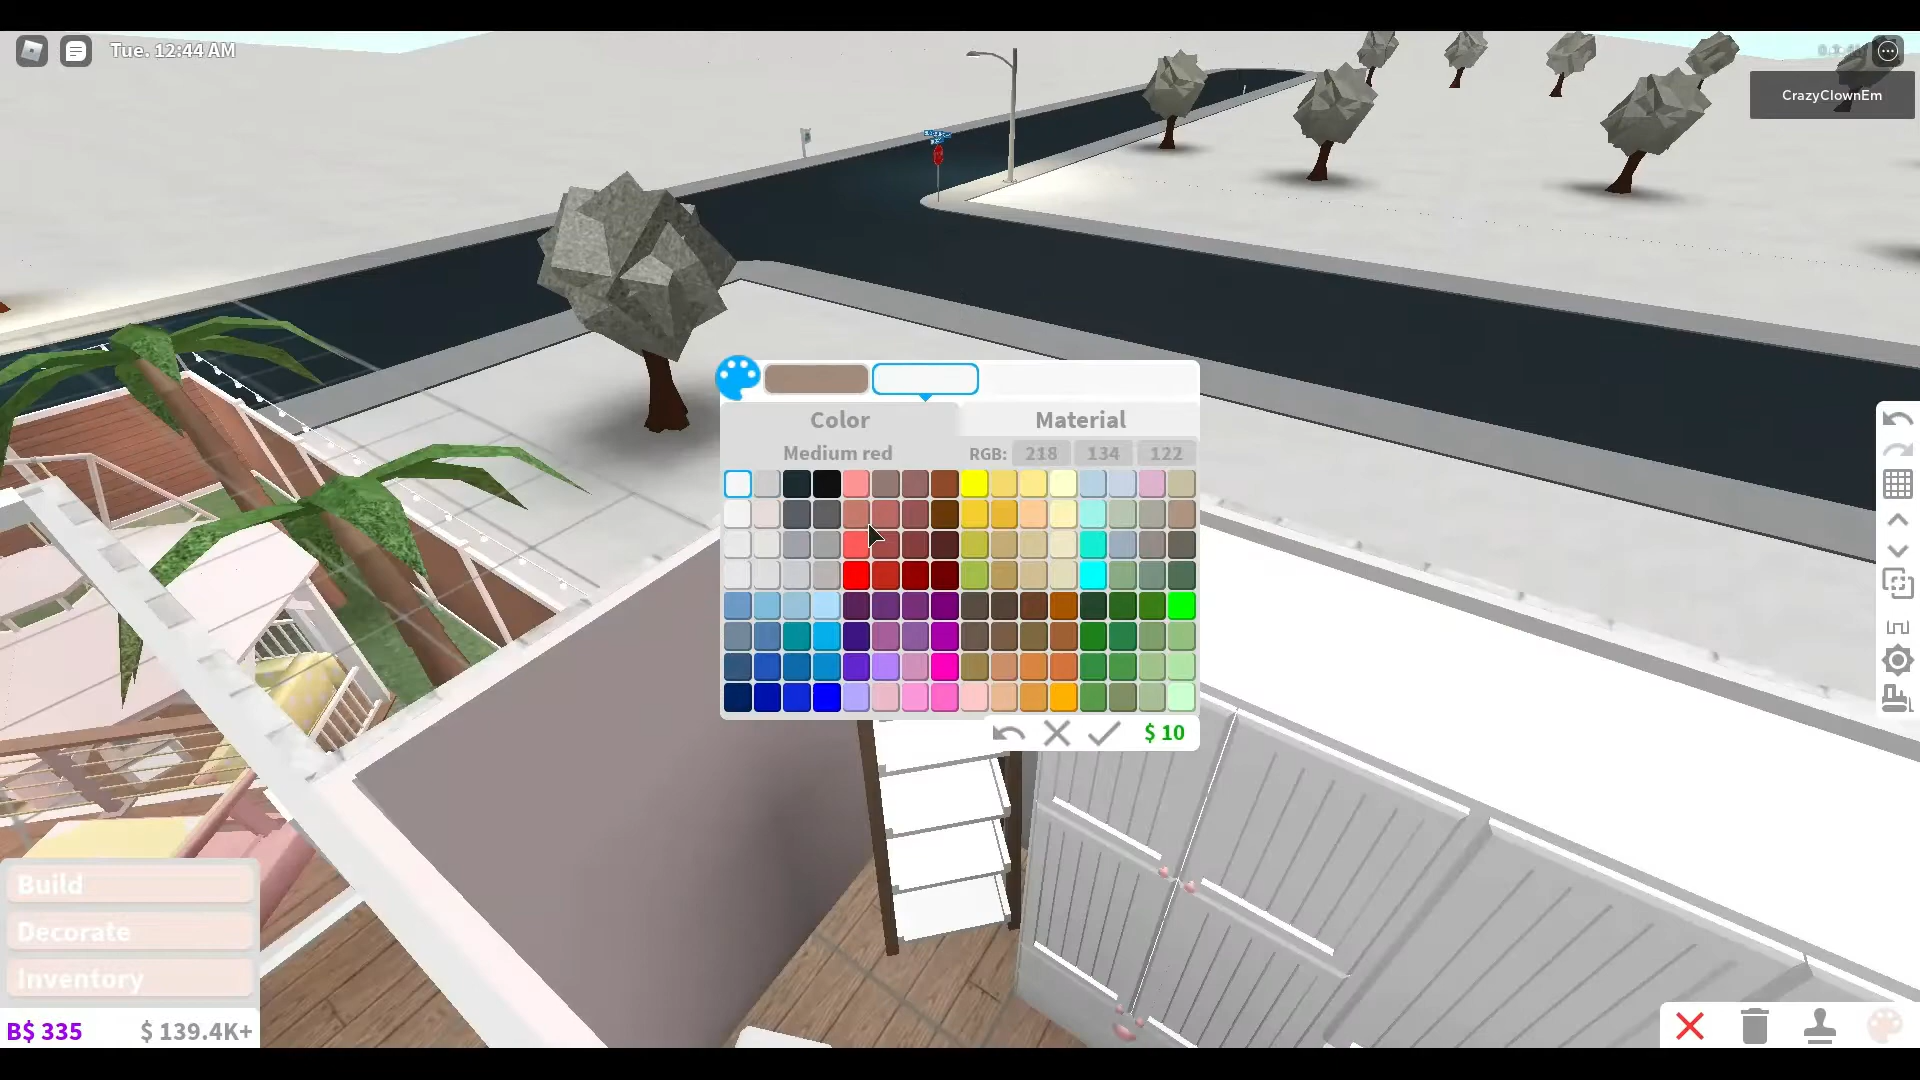 Tue. 12:44 AM
CrazyClownEm
Color
Material
Medium red
RGB: 218 134 122
$ 10
Build
Decorate
Inventory
B$ 335
$ 139.4K+